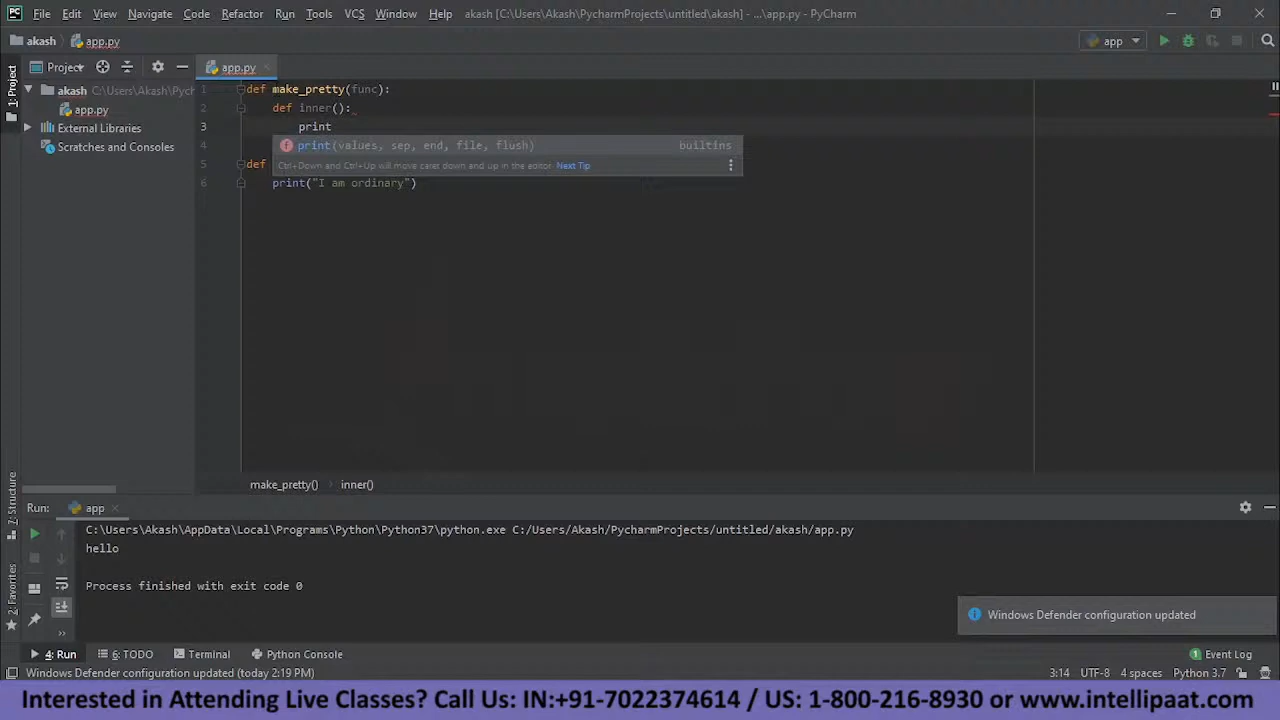 PC File Edit View Navigate Code Refactor Run Tools VCS Window Help akash [C:\Users\Akash\PycharmProjects\untitled\akash] - ...\app.py - PyCharm
akash app.py app
1: Project Project app.py
akash C:\Users\Akash\Pych
app.py
External Libraries
Scratches and Consoles
1 def make_pretty(func):
2 def inner():
3 print
4 print(values, sep, end, file, flush) builtins
5 def Ctrl+Down and Ctrl+Up will move caret down and up in the editor Next Tip
6 print("I am ordinary")
make_pretty() inner()
7: Structure
2: Favorites
Run: app
C:\Users\Akash\AppData\Local\Programs\Python\Python37\python.exe C:/Users/Akash/PycharmProjects/untitled/akash/app.py
hello
Process finished with exit code 0
Windows Defender configuration updated
4: Run 6: TODO Terminal Python Console 1 Event Log
Windows Defender configuration updated (today 2:19 PM) 3:14 UTF-8 4 spaces Python 3.7
Interested in Attending Live Classes? Call Us: IN:+91-7022374614 / US: 1-800-216-8930 or www.intellipaat.com